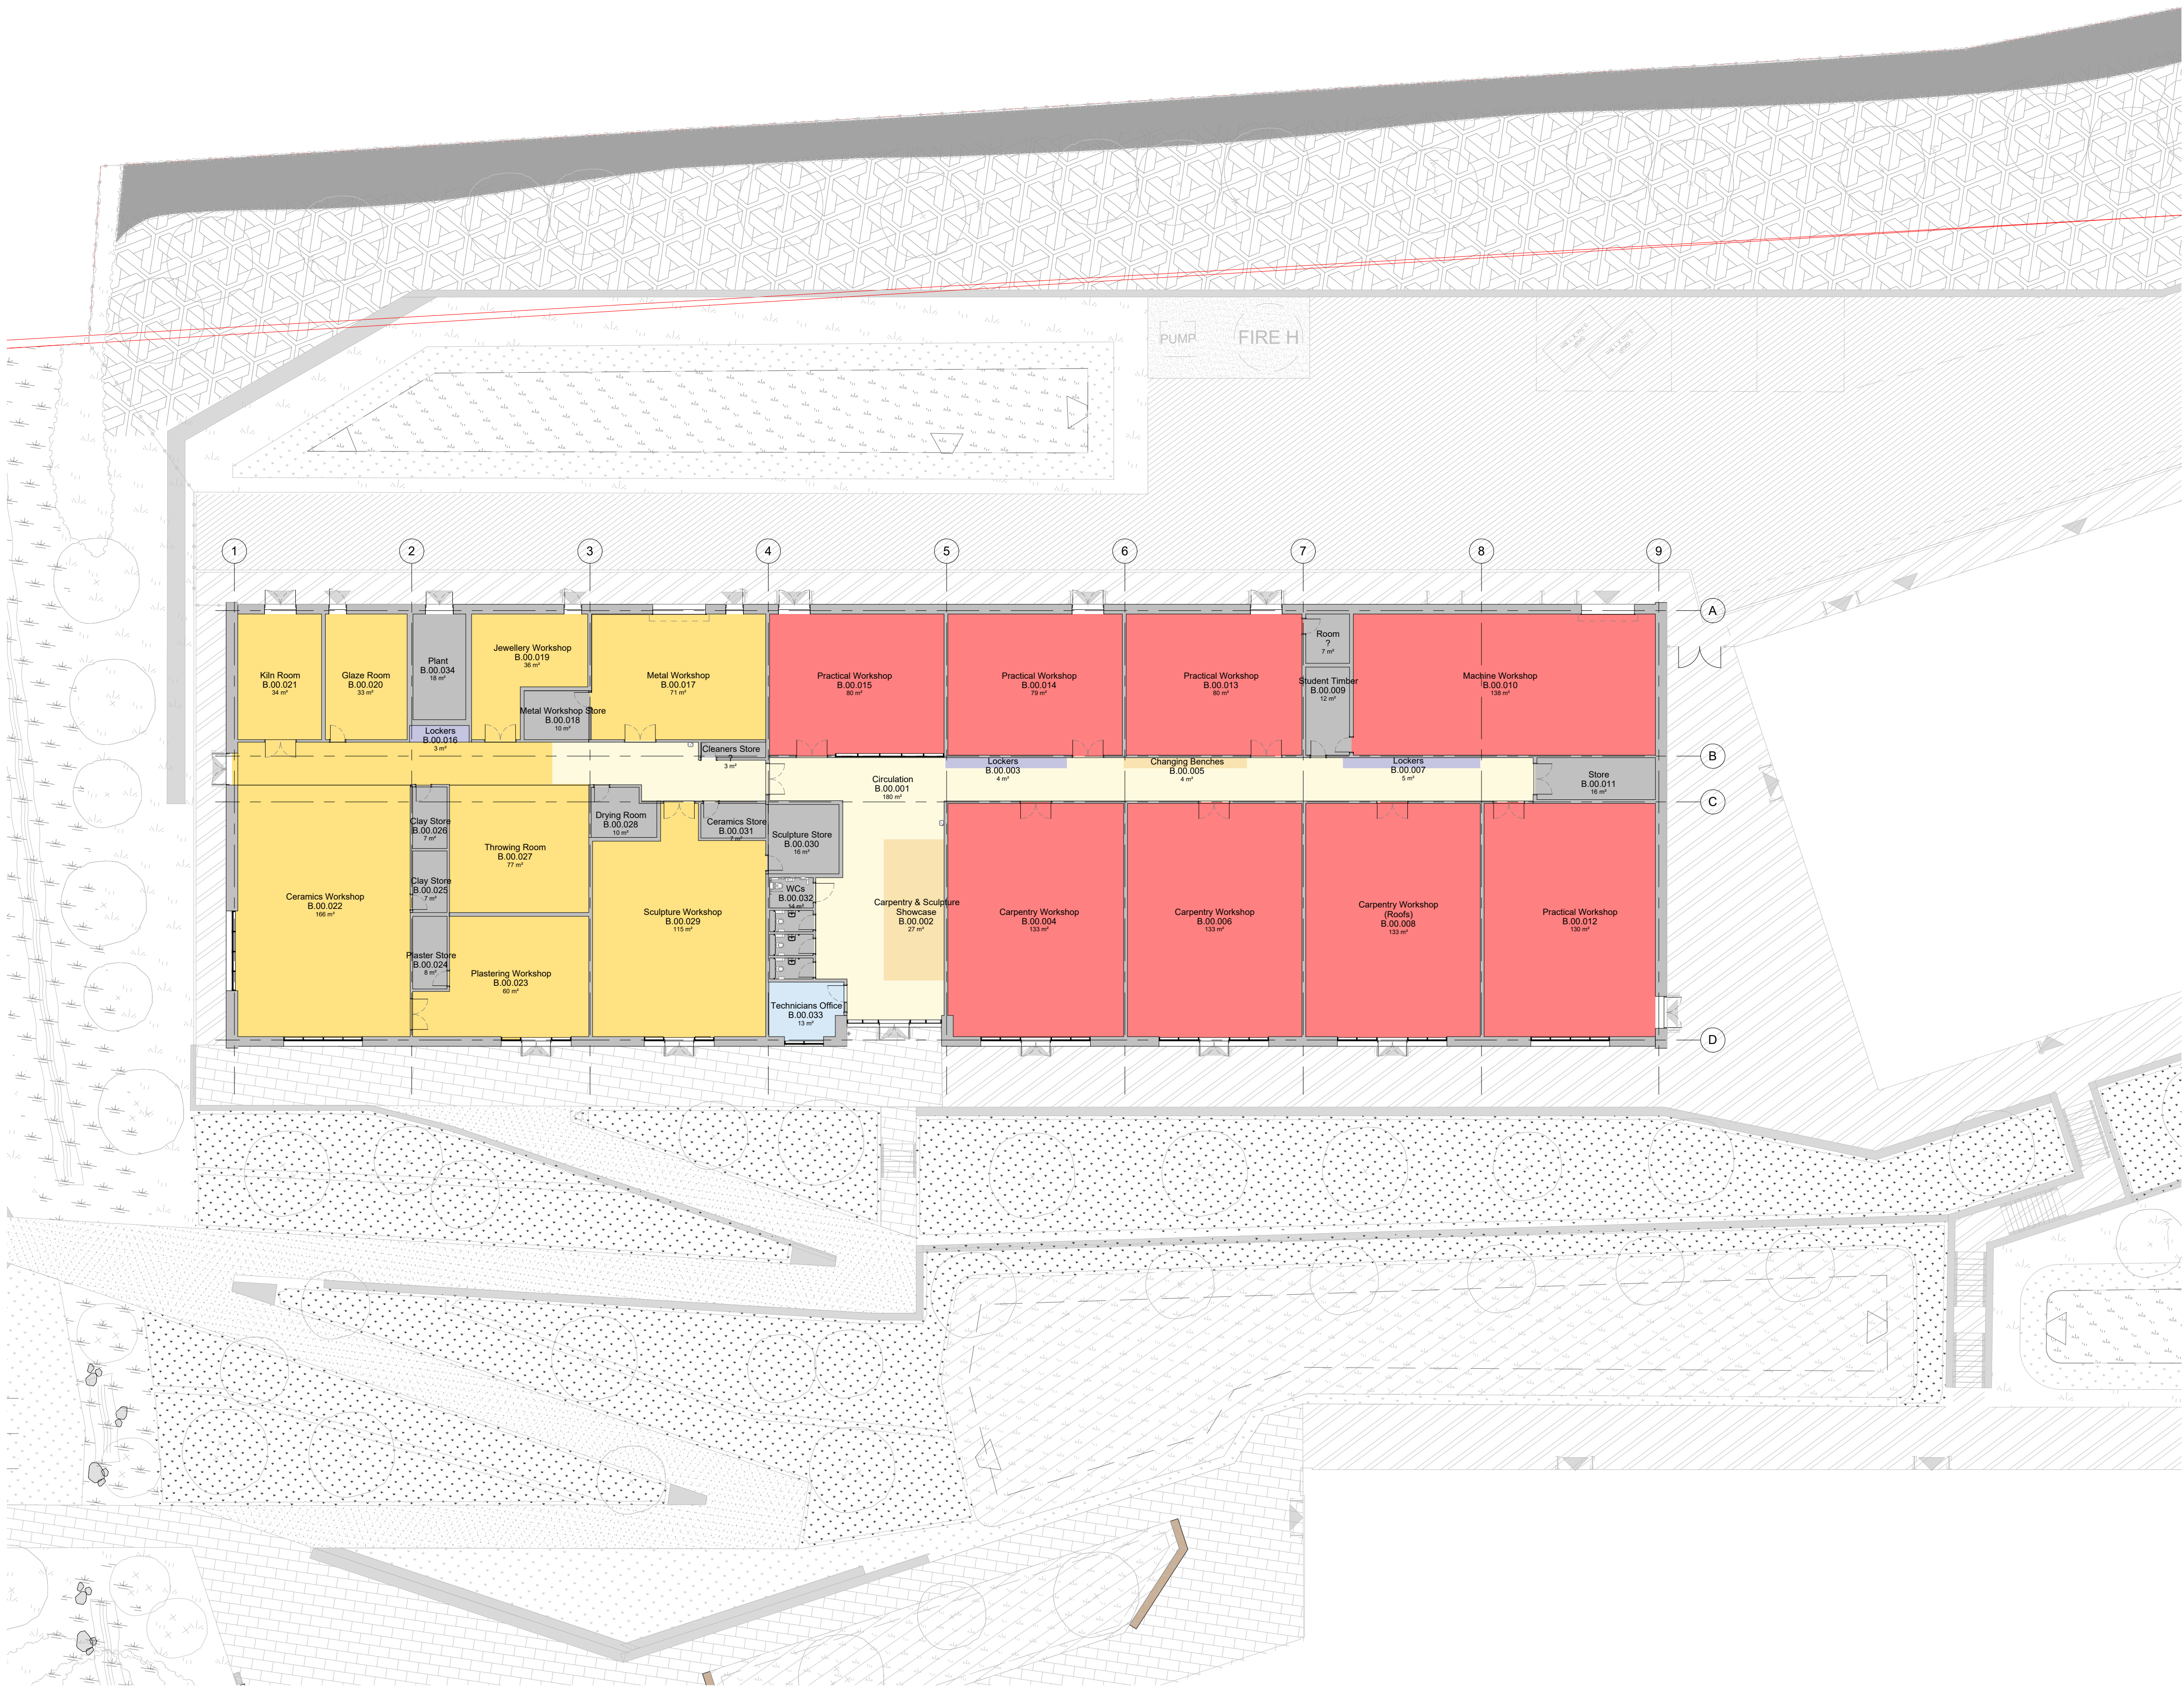 PUMP
FIRE H
1
2
3
4
5
6
7
8
9
A
B
C
D
Kiln Room
B.00.021
34 m²
Glaze Room
B.00.020
33 m²
Plant
B.00.034
18 m²
Jewellery Workshop
B.00.019
36 m²
Metal Workshop Store
B.00.018
10 m²
Metal Workshop
B.00.017
71 m²
Practical Workshop
B.00.015
80 m²
Practical Workshop
B.00.014
79 m²
Practical Workshop
B.00.013
80 m²
Room
?
7 m²
Student Timber
B.00.009
12 m²
Machine Workshop
B.00.010
138 m²
Lockers
B.00.016
3 m²
Cleaners Store
?
3 m²
Circulation
B.00.001
180 m²
Lockers
B.00.003
4 m²
Changing Benches
B.00.005
4 m²
Lockers
B.00.007
5 m²
Store
B.00.011
16 m²
Ceramics Workshop
B.00.022
166 m²
Clay Store
B.00.026
7 m²
Clay Store
B.00.025
7 m²
Plaster Store
B.00.024
8 m²
Throwing Room
B.00.027
77 m²
Plastering Workshop
B.00.023
60 m²
Drying Room
B.00.028
10 m²
Ceramics Store
B.00.031
7 m²
Sculpture Workshop
B.00.029
115 m²
Sculpture Store
B.00.030
16 m²
WCs
B.00.032
14 m²
Technicians Office
B.00.033
13 m²
Carpentry & Sculpture
Showcase
B.00.002
27 m²
Carpentry Workshop
B.00.004
133 m²
Carpentry Workshop
B.00.006
133 m²
Carpentry Workshop
(Roofs)
B.00.008
133 m²
Practical Workshop
B.00.012
130 m²